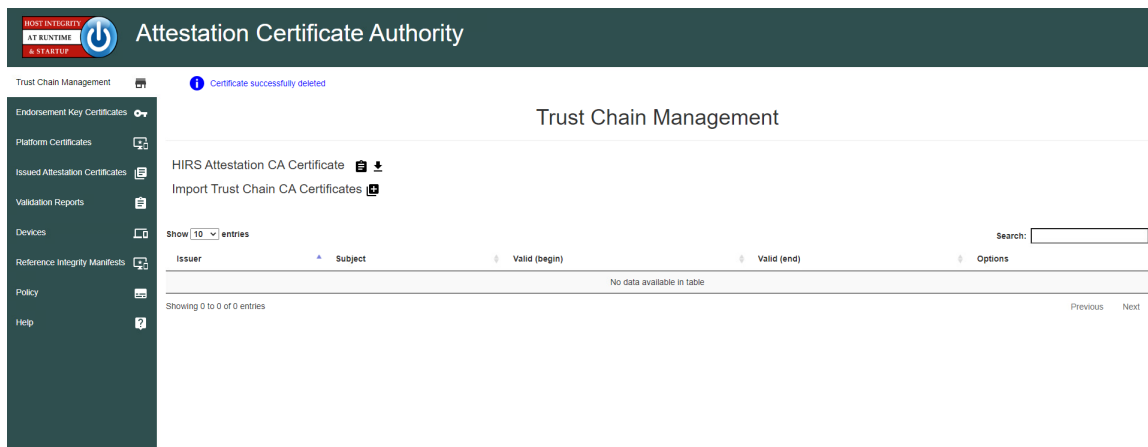 HOST INTEGRITY
AT RUNTIME
& STARTUP
Attestation Certificate Authority
Trust Chain Management
Endorsement Key Certificates
Platform Certificates
Issued Attestation Certificates
Validation Reports
Devices
Reference Integrity Manifests
Policy
Help
Certificate successfully deleted
Trust Chain Management
HIRS Attestation CA Certificate
Import Trust Chain CA Certificates
Show 10 entries Search:
Issuer Subject Valid (begin) Valid (end) Options
No data available in table
Showing 0 to 0 of 0 entries Previous Next